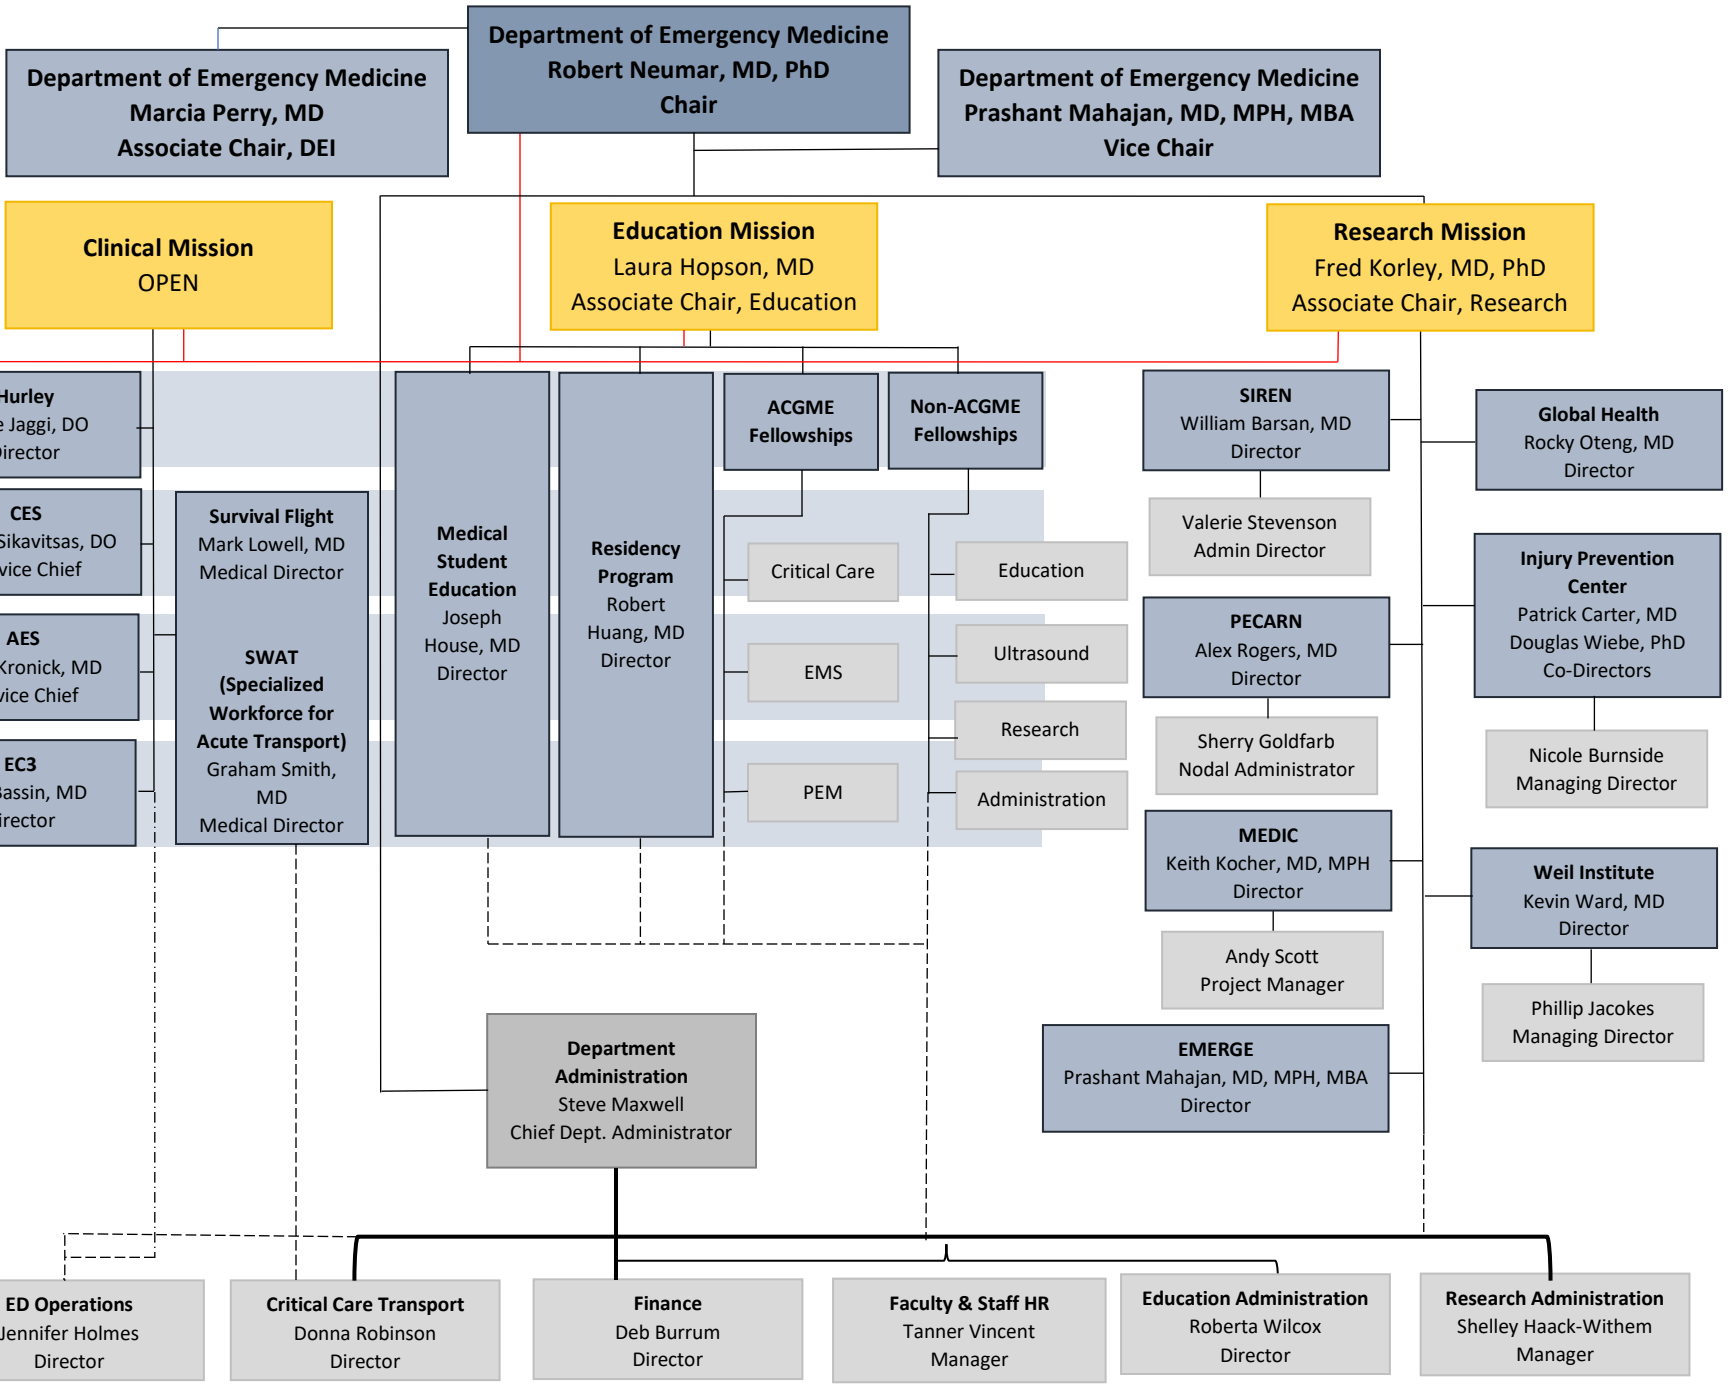 Department of Emergency Medicine
Robert Neumar, MD, PhD
Chair
Department of Emergency Medicine
Marcia Perry, MD
Associate Chair, DEI
Department of Emergency Medicine
Prashant Mahajan, MD, MPH, MBA
Vice Chair
Clinical Mission
OPEN
Education Mission
Laura Hopson, MD
Associate Chair, Education
Research Mission
Fred Korley, MD, PhD
Associate Chair, Research
Hurley
Jaggi, DO
Director
CES
Sikavitsas, DO
vice Chief
AES
Kronick, MD
vice Chief
EC3
Bassin, MD
Director
Survival Flight
Mark Lowell, MD
Medical Director
SWAT
(Specialized
Workforce for
Acute Transport)
Graham Smith,
MD
Medical Director
Medical
Student
Education
Joseph
House, MD
Director
Residency
Program
Robert
Huang, MD
Director
ACGME
Fellowships
Critical Care
EMS
PEM
Non-ACGME
Fellowships
Education
Ultrasound
Research
Administration
SIREN
William Barsan, MD
Director
Valerie Stevenson
Admin Director
PECARN
Alex Rogers, MD
Director
Sherry Goldfarb
Nodal Administrator
MEDIC
Keith Kocher, MD, MPH
Director
Andy Scott
Project Manager
EMERGE
Prashant Mahajan, MD, MPH, MBA
Director
Global Health
Rocky Oteng, MD
Director
Injury Prevention
Center
Patrick Carter, MD
Douglas Wiebe, PhD
Co-Directors
Nicole Burnside
Managing Director
Weil Institute
Kevin Ward, MD
Director
Phillip Jacokes
Managing Director
Department
Administration
Steve Maxwell
Chief Dept. Administrator
ED Operations
Jennifer Holmes
Director
Critical Care Transport
Donna Robinson
Director
Finance
Deb Burrum
Director
Faculty & Staff HR
Tanner Vincent
Manager
Education Administration
Roberta Wilcox
Director
Research Administration
Shelley Haack-Withem
Manager